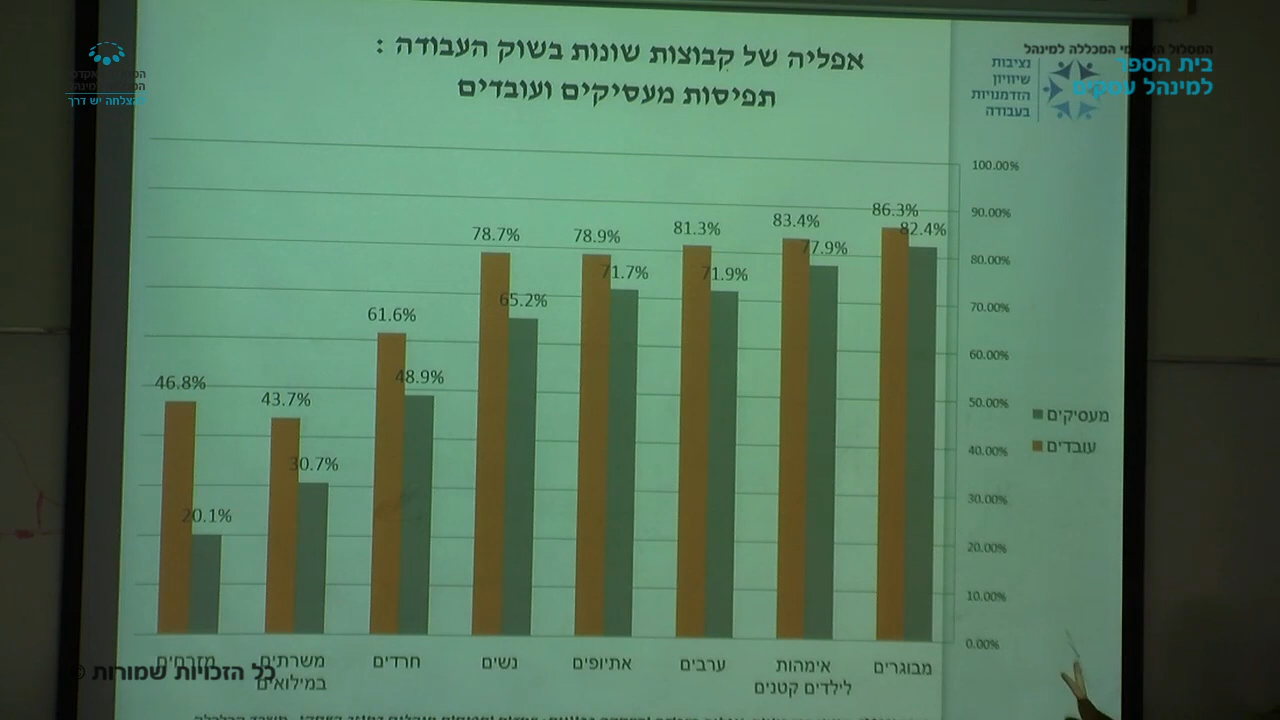 אפליה של קבוצות שונות בשוק העבודה :
תפיסות מעסיקים ועובדים
המכללה למינהל
בית הספר
למינהל עסקים
נציבות
שיוויון
הזדמנויות
בעבודה
להצלחה יש דרך
100.00%
90.00%
80.00%
70.00%
60.00%
50.00%
40.00%
30.00%
20.00%
10.00%
0.00%
86.3%
82.4%
83.4%
77.9%
81.3%
71.9%
78.9%
71.7%
78.7%
65.2%
61.6%
48.9%
43.7%
30.7%
46.8%
20.1%
מעסיקים
עובדים
מבוגרים
אימהות
לילדים קטנים
ערבים
אתיופים
נשים
חרדים
משרתים
במילואים
מזרחים
כל הזכויות שמורות ©